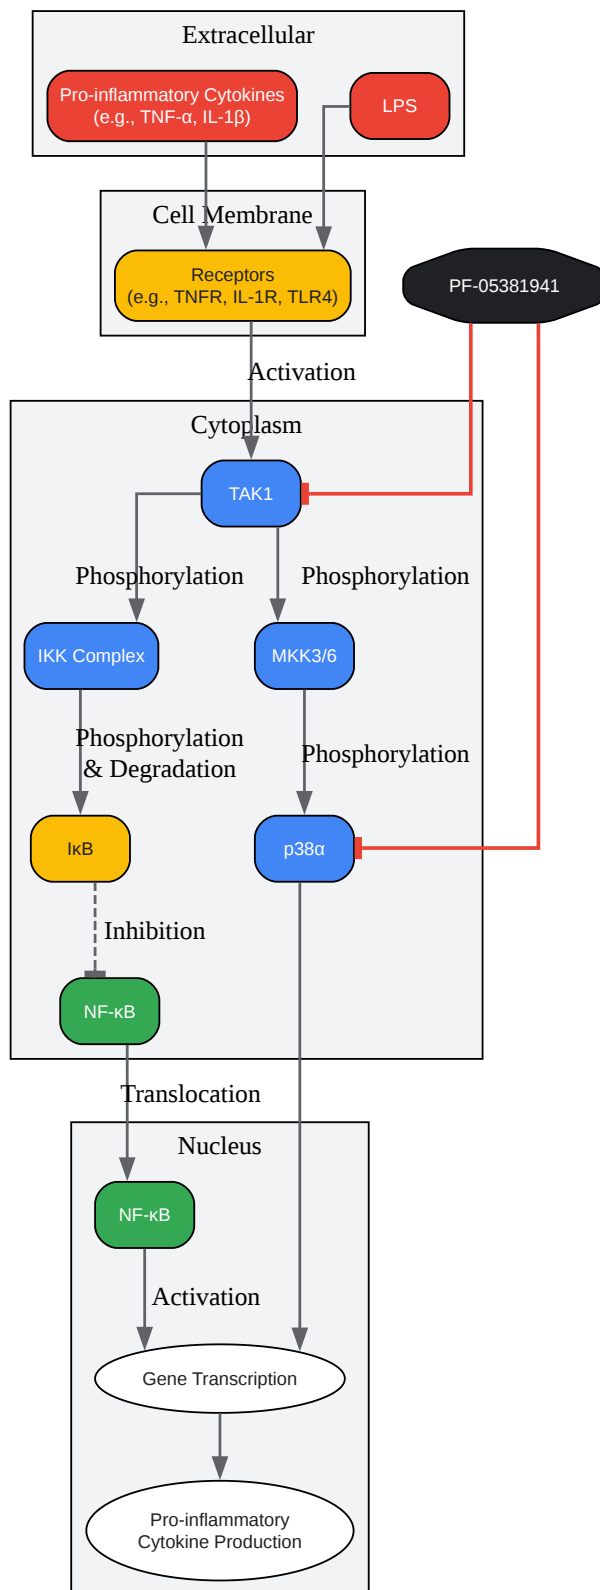 Extracellular
Pro-inflammatory Cytokines
(e.g., TNF-α, IL-1β)
LPS
Cell Membrane
Receptors
(e.g., TNFR, IL-1R, TLR4)
PF-05381941
Activation
Cytoplasm
TAK1
Phosphorylation
Phosphorylation
IKK Complex
MKK3/6
Phosphorylation
& Degradation
Phosphorylation
IκB
p38α
Inhibition
NF-κB
Translocation
Nucleus
NF-κB
Activation
Gene Transcription
Pro-inflammatory
Cytokine Production